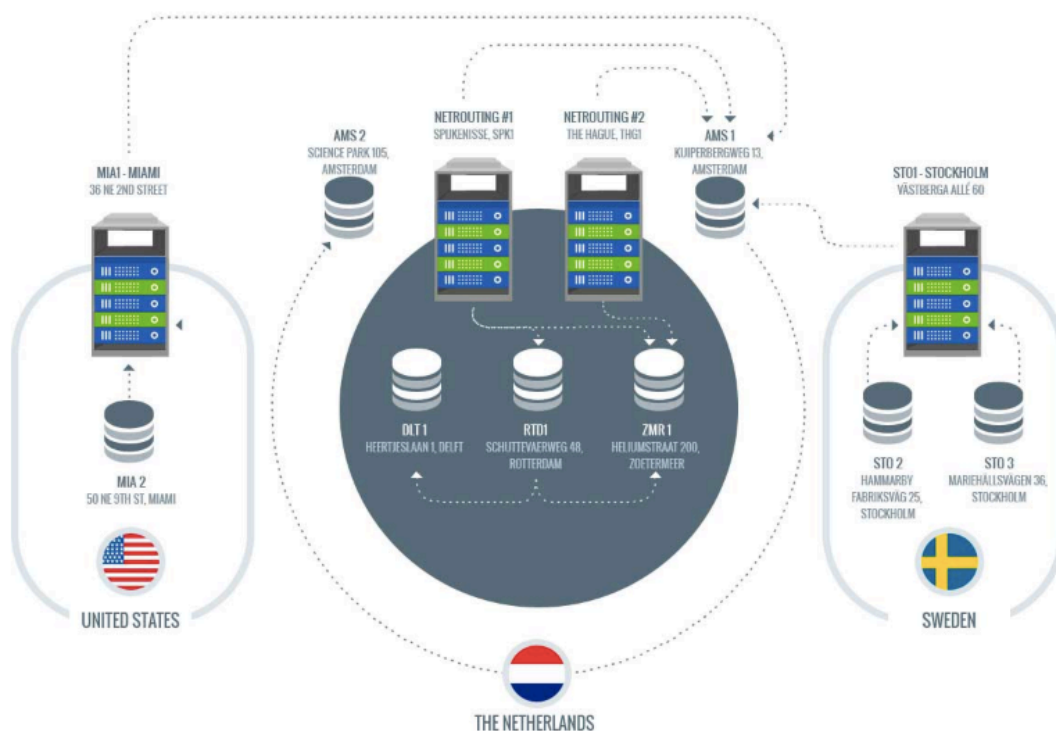 NETROUTING #1
SPIJKENISSE, SPK1
NETROUTING #2
THE HAGUE, THG1
AMS 2
SCIENCE PARK 105,
AMSTERDAM
AMS 1
KUIPERBERGWEG 13,
AMSTERDAM
MIA1 - MIAMI
36 NE 2ND STREET
STO1 - STOCKHOLM
VÄSTBERGA ALLÉ 60
DLT 1
HEERTJESLAAN 1, DELFT
RTD1
SCHUTTEVAERWEG 48,
ROTTERDAM
ZMR 1
HELIUMSTRAAT 200,
ZOETERMEER
MIA 2
50 NE 9TH ST, MIAMI
STO 2
HAMMARBY
FABRIKSVÄG 25,
STOCKHOLM
STO 3
MARIEHÄLLSVÄGEN 36,
STOCKHOLM
UNITED STATES
SWEDEN
THE NETHERLANDS